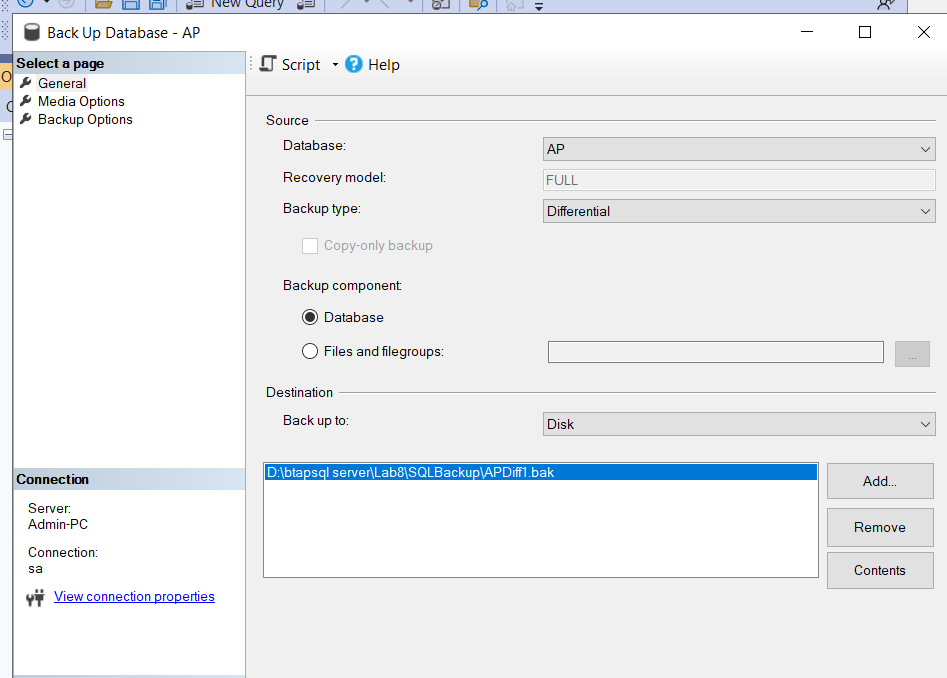 New Query
Back Up Database - AP
Select a page
General
Media Options
Backup Options
Script
Help
Source
Database:
AP
Recovery model:
FULL
Backup type:
Differential
Copy-only backup
Backup component:
Database
Files and filegroups:
...
Destination
Back up to:
Disk
D:\btapsql server\Lab8\SQLBackup\APDiff1.bak
Add...
Remove
Contents
Connection
Server:
Admin-PC
Connection:
sa
View connection properties